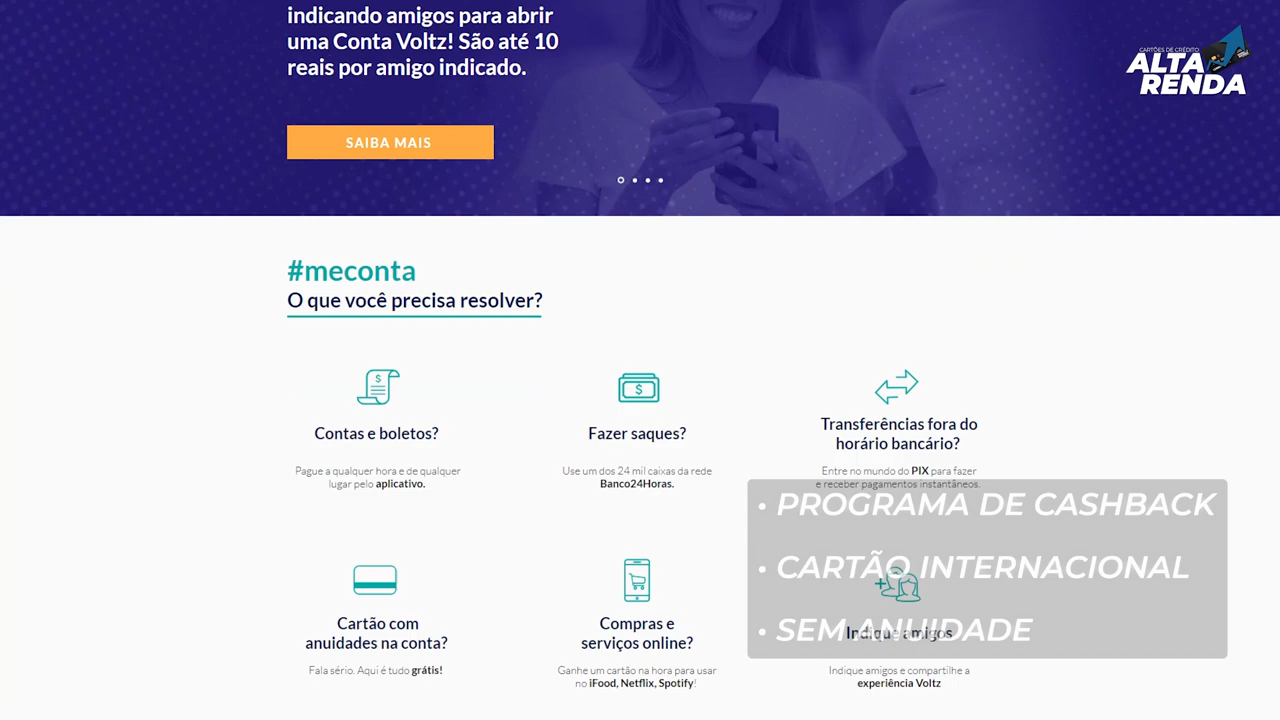 indicando amigos para abrir
uma Conta Voltz! São até 10
reais por amigo indicado.
SAIBA MAIS
CARTÕES DE CRÉDITO
ALTA
RENDA
#meconta
O que você precisa resolver?
Contas e boletos?
Pague a qualquer hora e de qualquer
lugar pelo aplicativo.
Fazer saques?
Use um dos 24 mil caixas da rede
Banco24Horas.
Transferências fora do
horário bancário?
Entre no mundo do PIX para fazer
e receber pagamentos instantâneos.
• PROGRAMA DE CASHBACK
• CARTÃO INTERNACIONAL
• SEM ANUIDADE
Cartão com
anuidades na conta?
Fala sério. Aqui é tudo grátis!
Compras e
serviços online?
Ganhe um cartão na hora para usar
no iFood, Netflix, Spotify!
Indique amigos
Indique amigos e compartilhe a
experiência Voltz